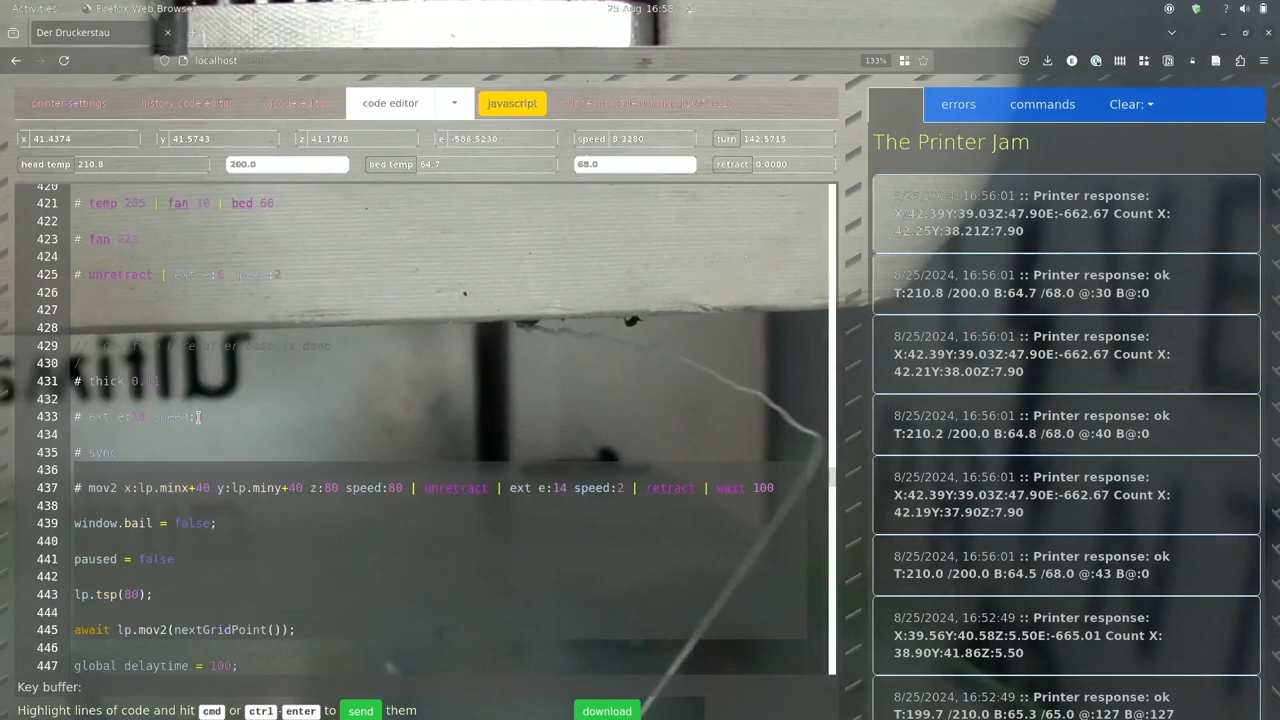 Activities
Firefox Web Browser
25 Aug 16:58
Der Druckerstau
localhost
133%
printer settings
history code editor
gcode editor
code editor
javascript
x 41.4374
y 41.5743
z 41.1798
e -586.5230
speed 8.3280
turn 142.5715
head temp 210.8
200.0
bed temp 64.7
68.0
retract 0.0000
420
421 # temp 205 | fan 10 | bed 68
422
423 # fan 225
424
425 # unretract | ext e:5 speed:2
426
427
428
429
430
431 # thick 0.11
432
433 # ext e:10 speed:
434
435 # sync
436
437 # mov2 x:lp.minx+40 y:lp.miny+40 z:80 speed:80 | unretract | ext e:14 speed:2 | retract | wait 100
438
439 window.bail = false;
440
441 paused = false
442
443 lp.tsp(80);
444
445 await lp.mov2(nextGridPoint());
446
447 global delaytime = 100;
Key buffer:
Highlight lines of code and hit cmd or ctrl-enter to send them
download
errors
commands
Clear:
The Printer Jam
8/25/2024, 16:56:01 :: Printer response:
X:42.39Y:39.03Z:47.90E:-662.67 Count X:
42.25Y:38.21Z:7.90
8/25/2024, 16:56:01 :: Printer response: ok
T:210.8 /200.0 B:64.7 /68.0 @:30 B@:0
8/25/2024, 16:56:01 :: Printer response:
X:42.39Y:39.03Z:47.90E:-662.67 Count X:
42.21Y:38.00Z:7.90
8/25/2024, 16:56:01 :: Printer response: ok
T:210.2 /200.0 B:64.8 /68.0 @:40 B@:0
8/25/2024, 16:56:01 :: Printer response:
X:42.39Y:39.03Z:47.90E:-662.67 Count X:
42.19Y:37.90Z:7.90
8/25/2024, 16:56:01 :: Printer response: ok
T:210.0 /200.0 B:64.5 /68.0 @:43 B@:0
8/25/2024, 16:52:49 :: Printer response:
X:39.56Y:40.58Z:5.50E:-665.01 Count X:
38.90Y:41.86Z:5.50
8/25/2024, 16:52:49 :: Printer response: ok
T:199.7 /210.0 B:65.3 /65.0 @:127 B@:127